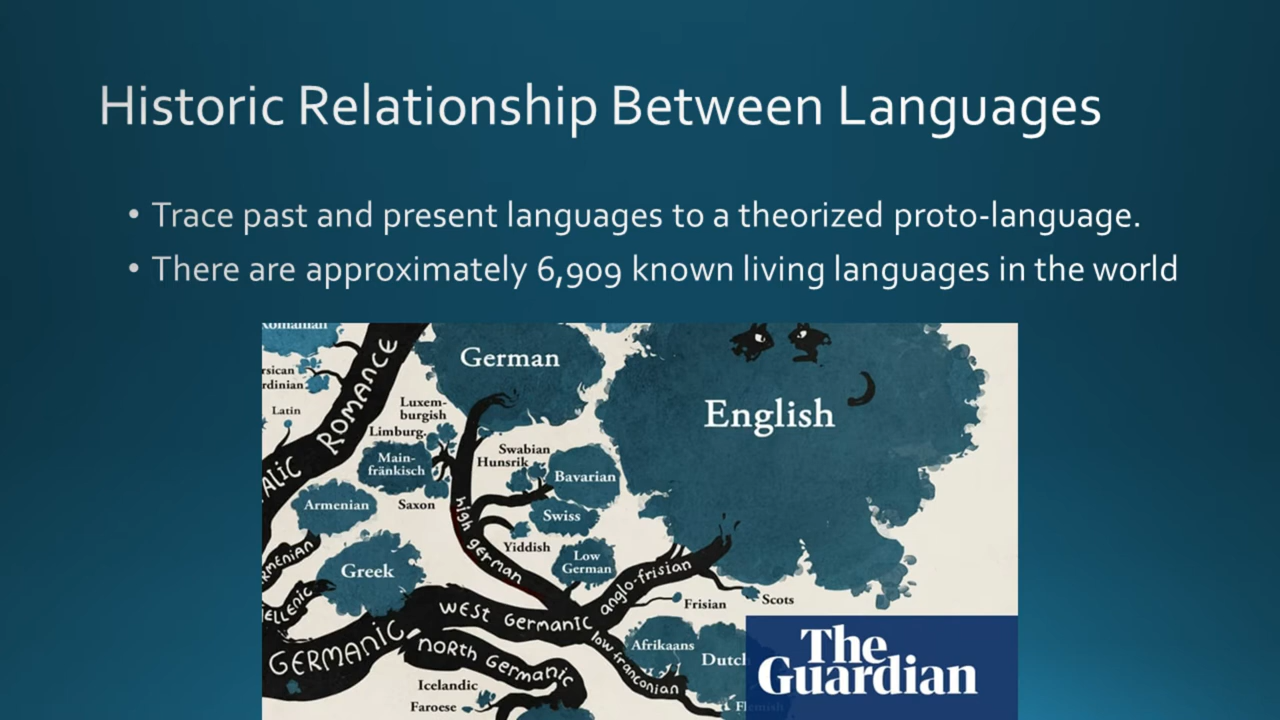 Historic Relationship Between Languages
• Trace past and present languages to a theorized proto-language.
• There are approximately 6,909 known living languages in the world
German
English
ROMANCE
Latin
Luxem-
burgish
Limburg.
Main-
fränkisch
Saxon
Swabian
Hunsrik
Bavarian
Swiss
Yiddish
Low
German
high german
Armenian
Greek
anglo-frisian
Frisian
Scots
WEST Germanic
GERMANIC
NORTH Germanic
low franconian
Afrikaans
Dutch
Flemish
Icelandic
Faroese
The
Guardian